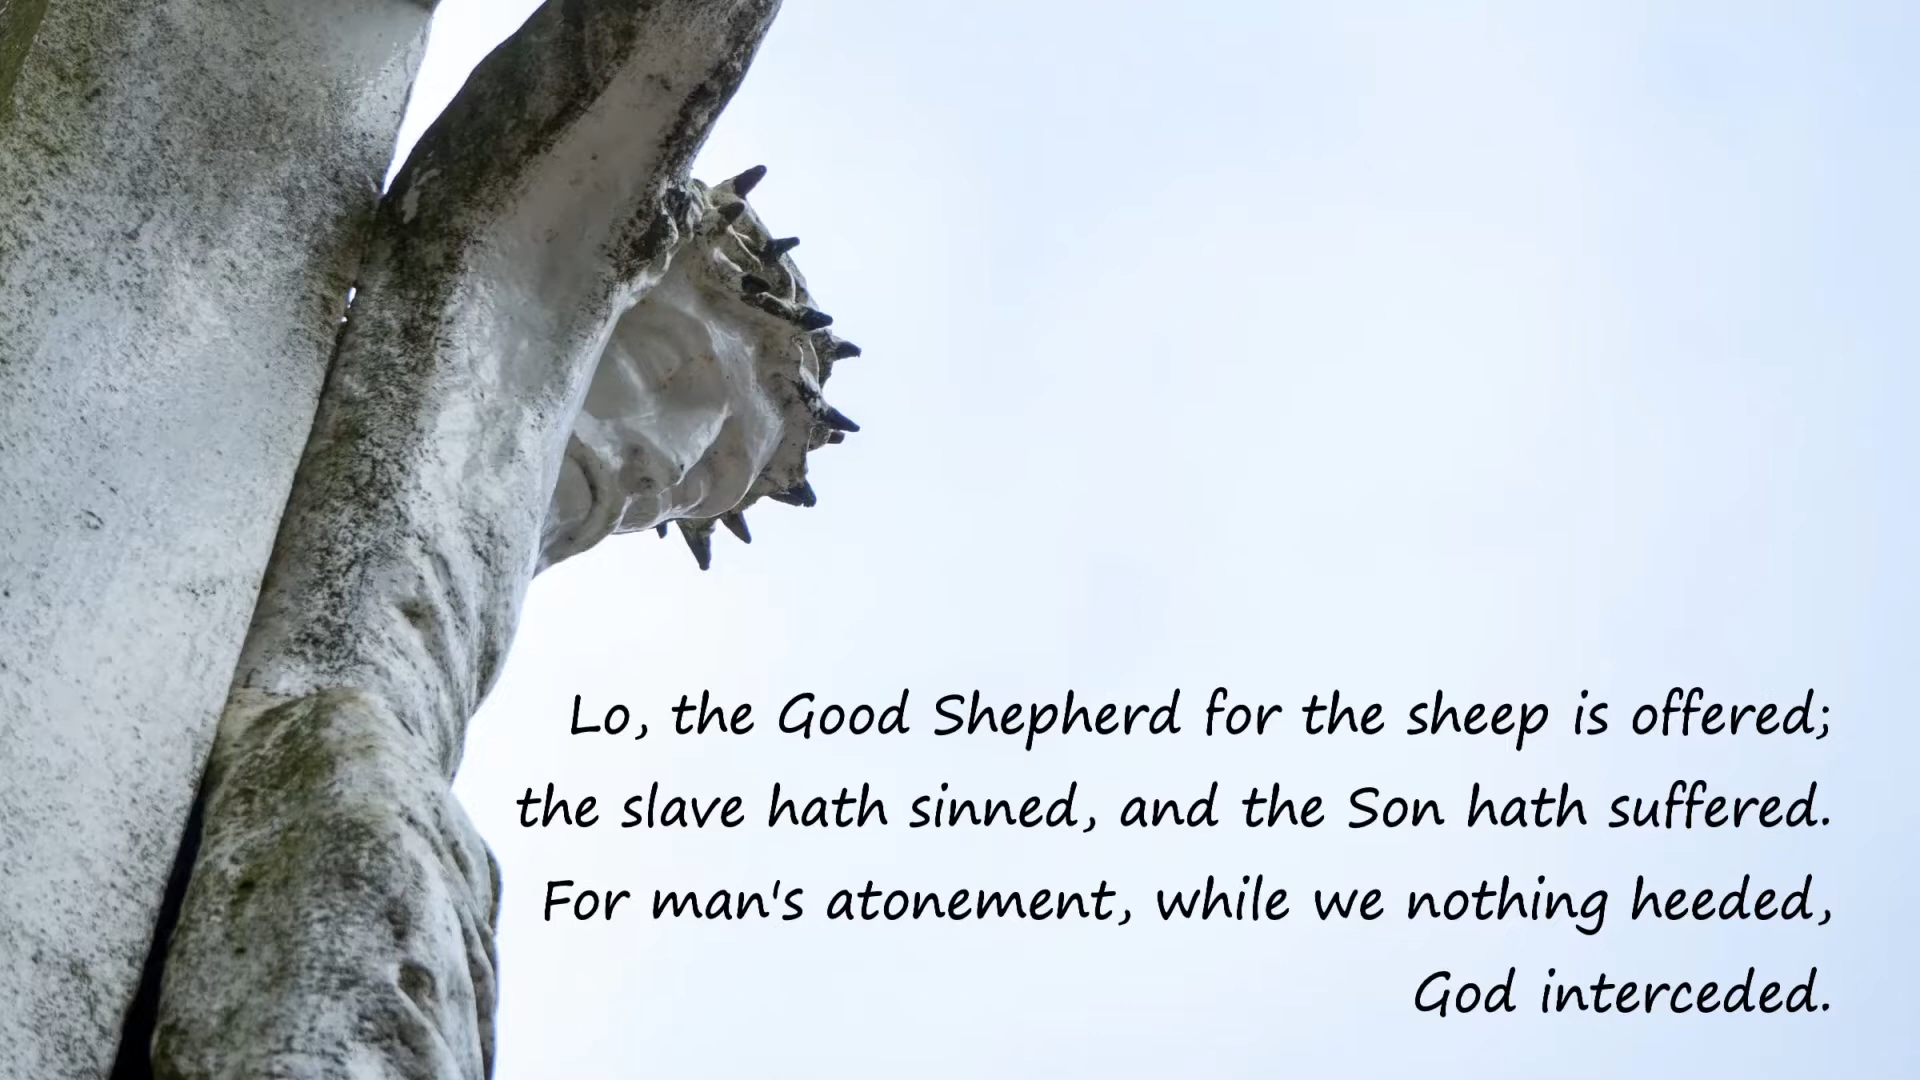 Lo, the Good Shepherd for the sheep is offered;
the slave hath sinned, and the Son hath suffered.
For man's atonement, while we nothing heeded,
God interceded.